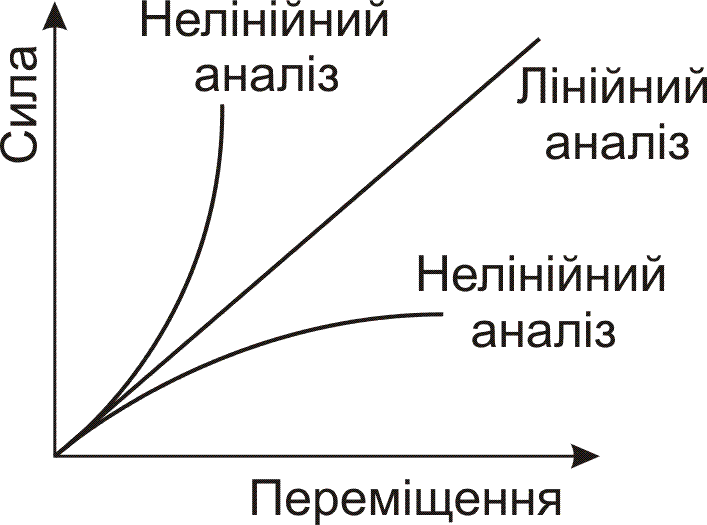 Нелінійний
аналіз
Сила
Лінійний
аналіз
Нелінійний
аналіз
Переміщення